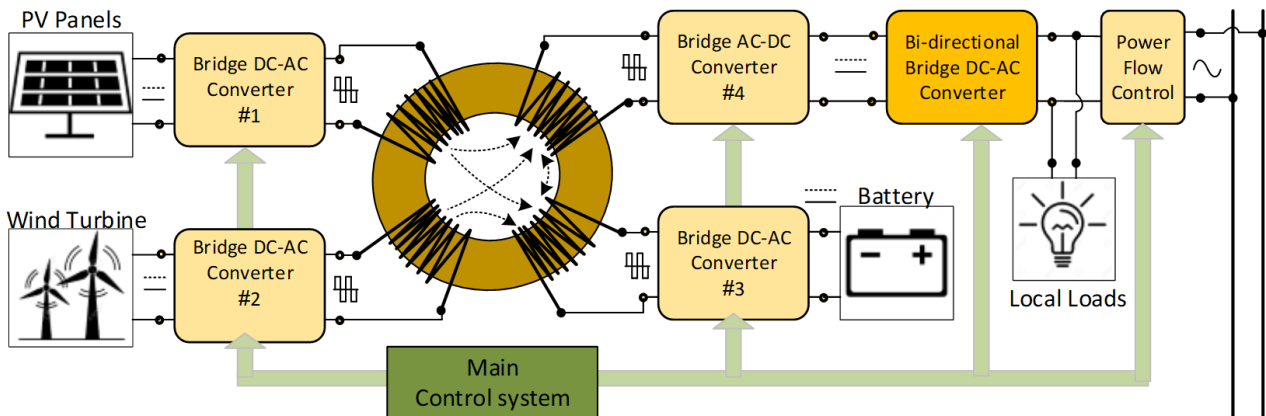 PV Panels
Bridge DC-AC
Converter
#1
Bridge AC-DC
Converter
#4
Bi-directional
Bridge DC-AC
Converter
Power
Flow
Control
Wind Turbine
Bridge DC-AC
Converter
#2
Bridge DC-AC
Converter
#3
Battery
Local Loads
Main
Control system